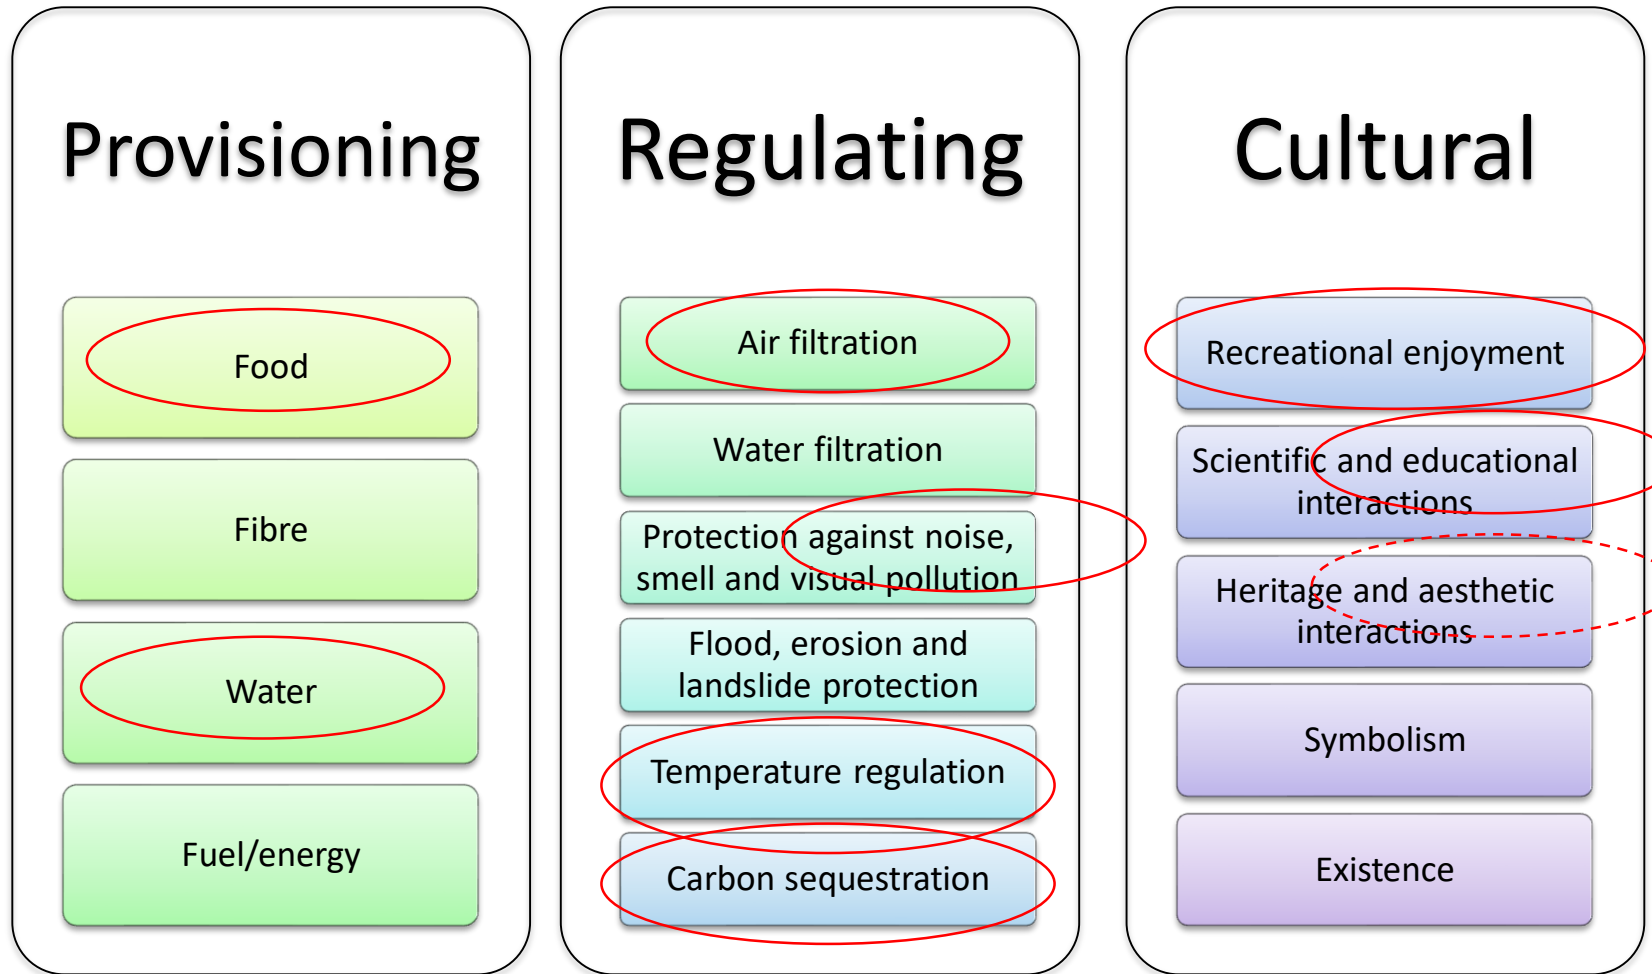 Provisioning
Food
Fibre
Water
Fuel/energy
Regulating
Air filtration
Water filtration
Protection against noise,
smell and visual pollution
Flood, erosion and
landslide protection
Temperature regulation
Carbon sequestration
Cultural
Recreational enjoyment
Scientific and educational
interactions
Heritage and aesthetic
interactions
Symbolism
Existence